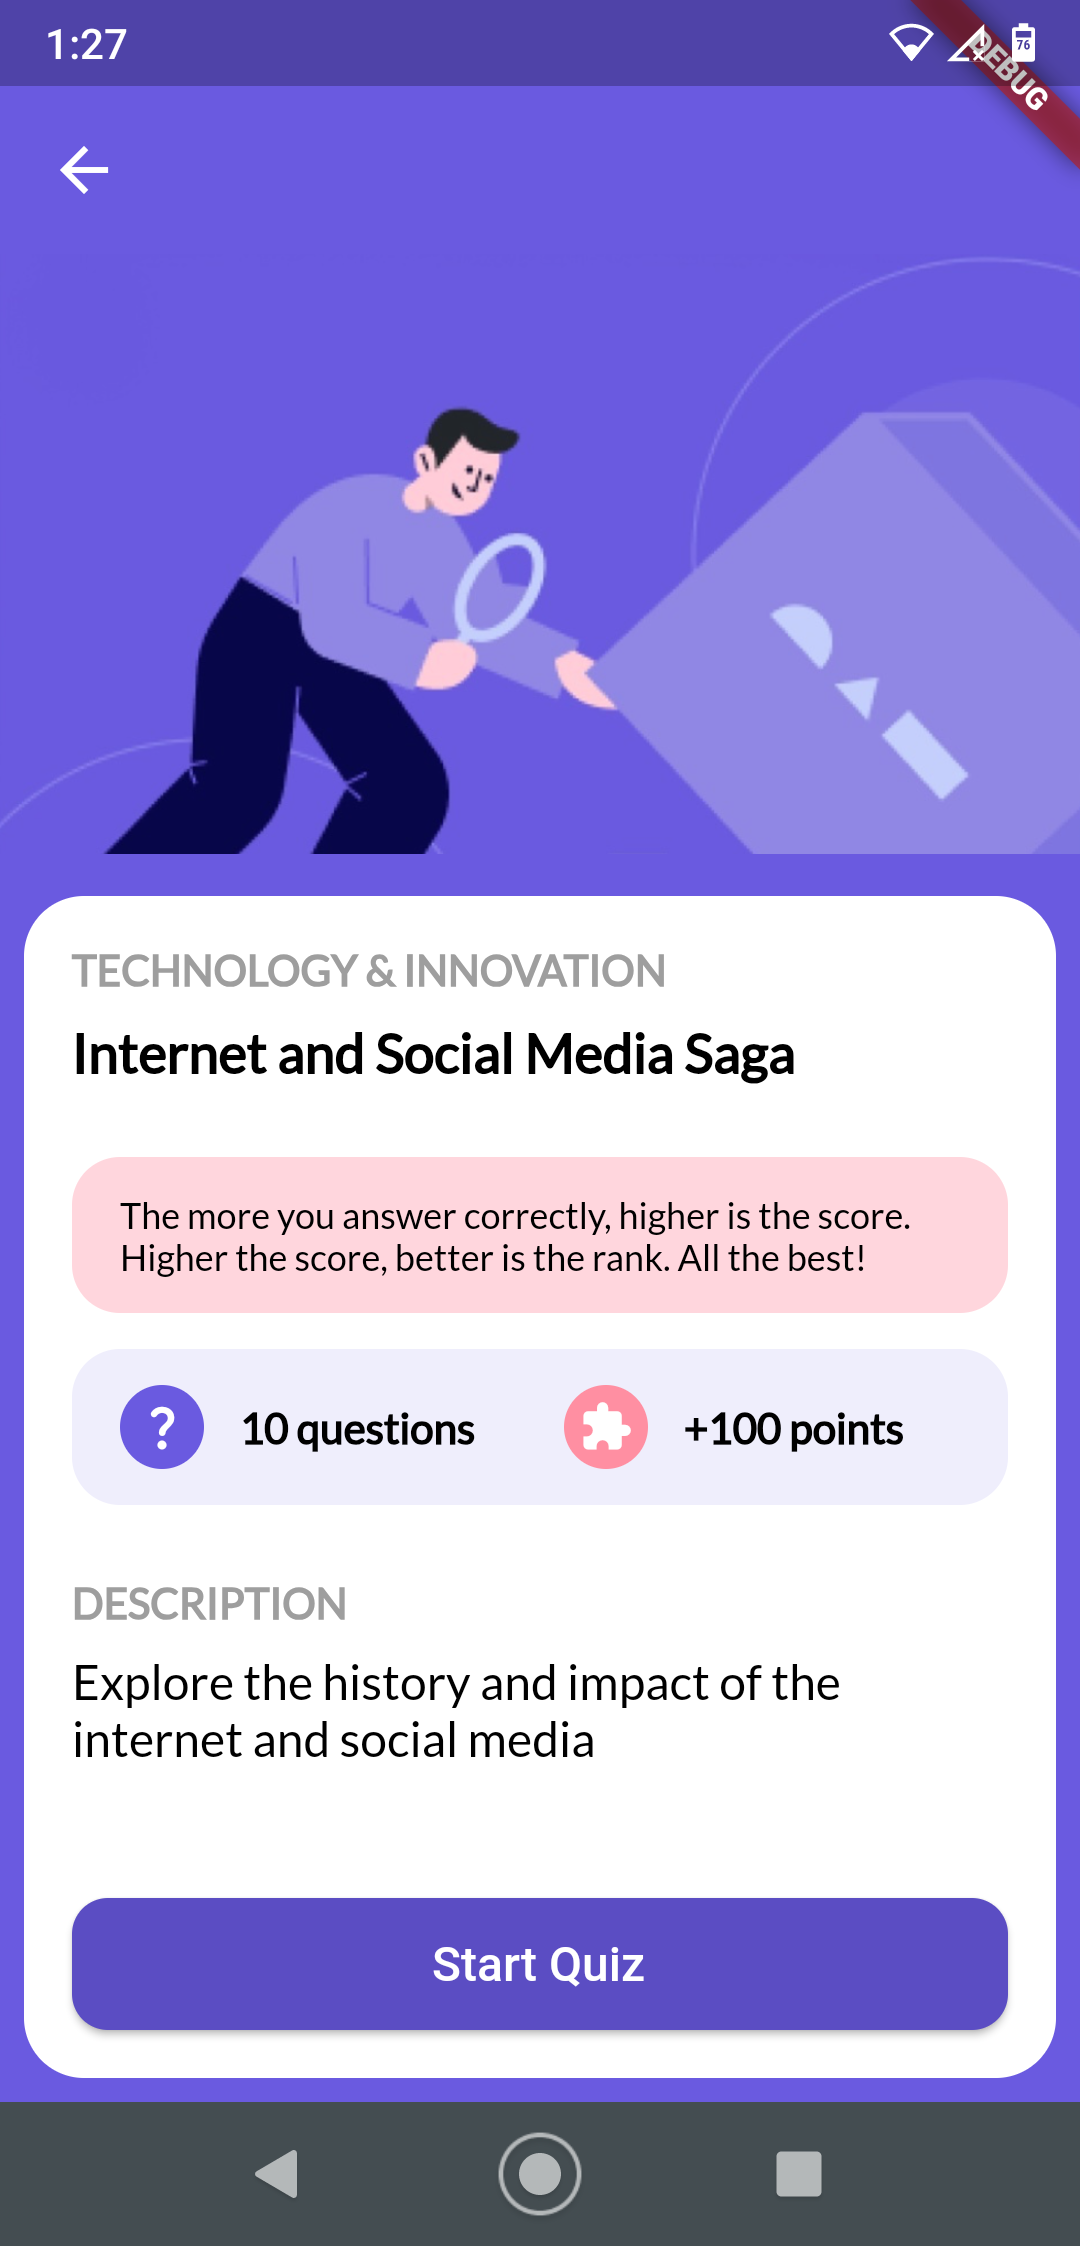 1:27
76
DEBUG
TECHNOLOGY & INNOVATION
Internet and Social Media Saga
The more you answer correctly, higher is the score.
Higher the score, better is the rank. All the best!
? 10 questions +100 points
DESCRIPTION
Explore the history and impact of the
internet and social media
Start Quiz